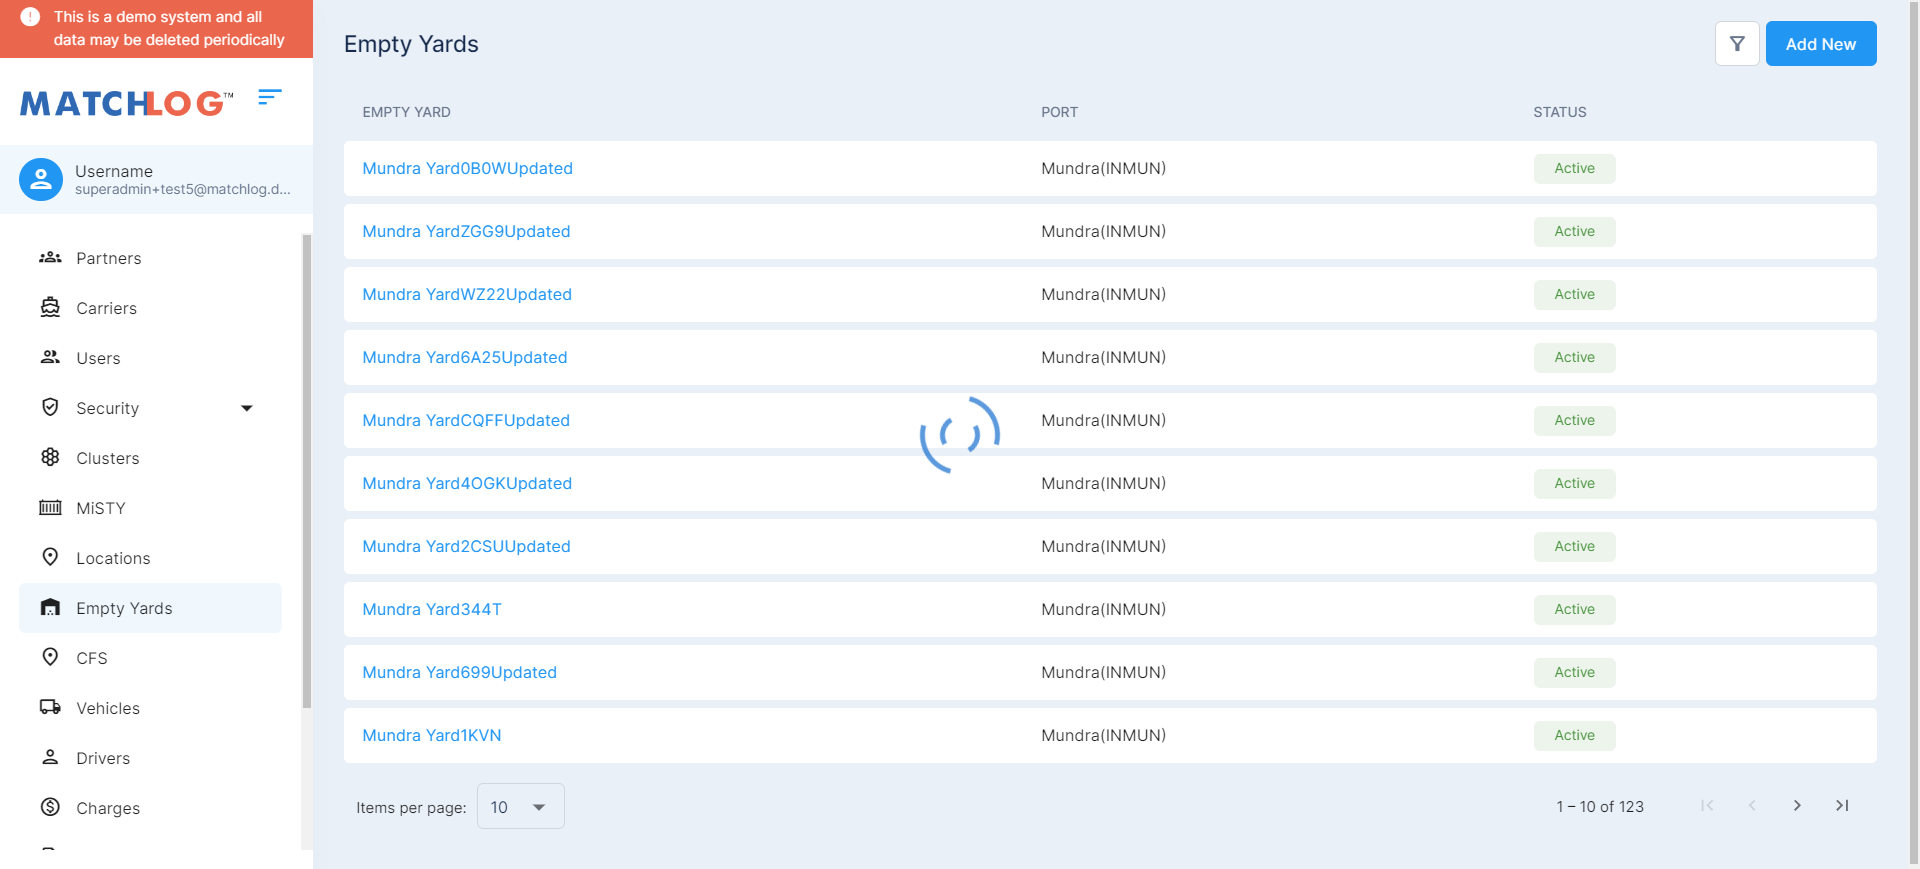 This is a demo system and all
data may be deleted periodically
MATCHLOG™
Username
superadmin+test5@matchlog.d...
Partners
Carriers
Users
Security
Clusters
MiSTY
Locations
Empty Yards
CFS
Vehicles
Drivers
Charges
Empty Yards
Add New
EMPTY YARD PORT STATUS
Mundra Yard0B0WUpdated Mundra(INMUN) Active
Mundra YardZGG9Updated Mundra(INMUN) Active
Mundra YardWZ22Updated Mundra(INMUN) Active
Mundra Yard6A25Updated Mundra(INMUN) Active
Mundra YardCQFFUpdated Mundra(INMUN) Active
Mundra Yard4OGKUpdated Mundra(INMUN) Active
Mundra Yard2CSUUpdated Mundra(INMUN) Active
Mundra Yard344T Mundra(INMUN) Active
Mundra Yard699Updated Mundra(INMUN) Active
Mundra Yard1KVN Mundra(INMUN) Active
Items per page: 10 1 – 10 of 123